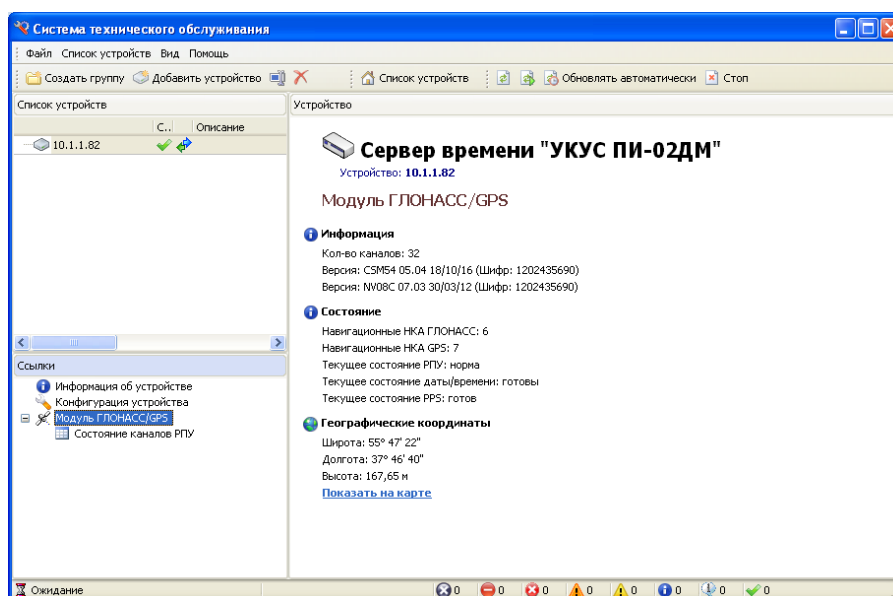 Система технического обслуживания
Файл Список устройств Вид Помощь
Создать группу Добавить устройство Список устройств Обновлять автоматически Стоп
Список устройств
С.. Описание
10.1.1.82
Ссылки
Информация об устройстве
Конфигурация устройства
Модуль ГЛОНАСС/GPS
Состояние каналов РПУ
Устройство
Сервер времени "УКУС ПИ-02ДМ"
Устройство: 10.1.1.82
Модуль ГЛОНАСС/GPS
Информация
Кол-во каналов: 32
Версия: CSM54 05.04 18/10/16 (Шифр: 1202435690)
Версия: NV08C 07.03 30/03/12 (Шифр: 1202435690)
Состояние
Навигационные НКА ГЛОНАСС: 6
Навигационные НКА GPS: 7
Текущее состояние РПУ: норма
Текущее состояние даты/времени: готовы
Текущее состояние PPS: готов
Географические координаты
Широта: 55° 47' 22"
Долгота: 37° 46' 40"
Высота: 167,65 м
Показать на карте
Ожидание 0 0 0 0 0 0 0 0